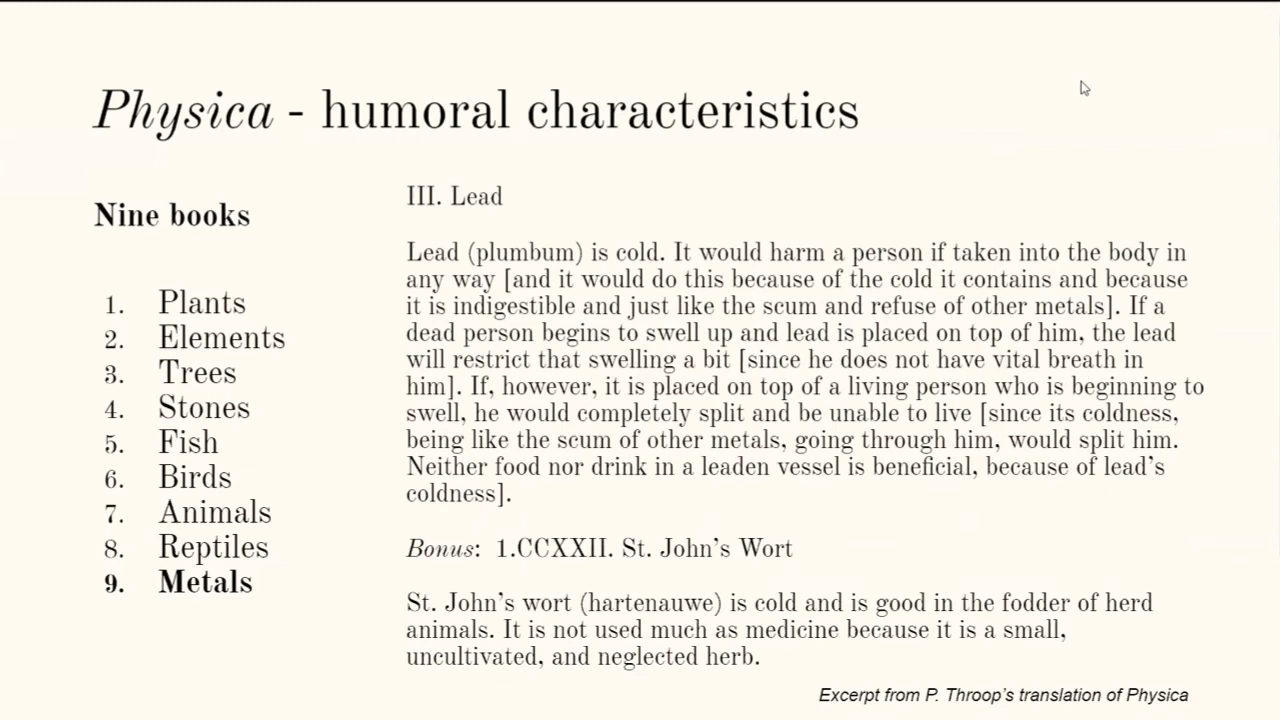 Physica - humoral characteristics
Nine books
1. Plants
2. Elements
3. Trees
4. Stones
5. Fish
6. Birds
7. Animals
8. Reptiles
9. Metals
III. Lead
Lead (plumbum) is cold. It would harm a person if taken into the body in
any way [and it would do this because of the cold it contains and because
it is indigestible and just like the scum and refuse of other metals]. If a
dead person begins to swell up and lead is placed on top of him, the lead
will restrict that swelling a bit [since he does not have vital breath in
him]. If, however, it is placed on top of a living person who is beginning to
swell, he would completely split and be unable to live [since its coldness,
being like the scum of other metals, going through him, would split him.
Neither food nor drink in a leaden vessel is beneficial, because of lead's
coldness].
Bonus: 1.CCXXII. St. John's Wort
St. John's wort (hartenauwe) is cold and is good in the fodder of herd
animals. It is not used much as medicine because it is a small,
uncultivated, and neglected herb.
Excerpt from P. Throop's translation of Physica